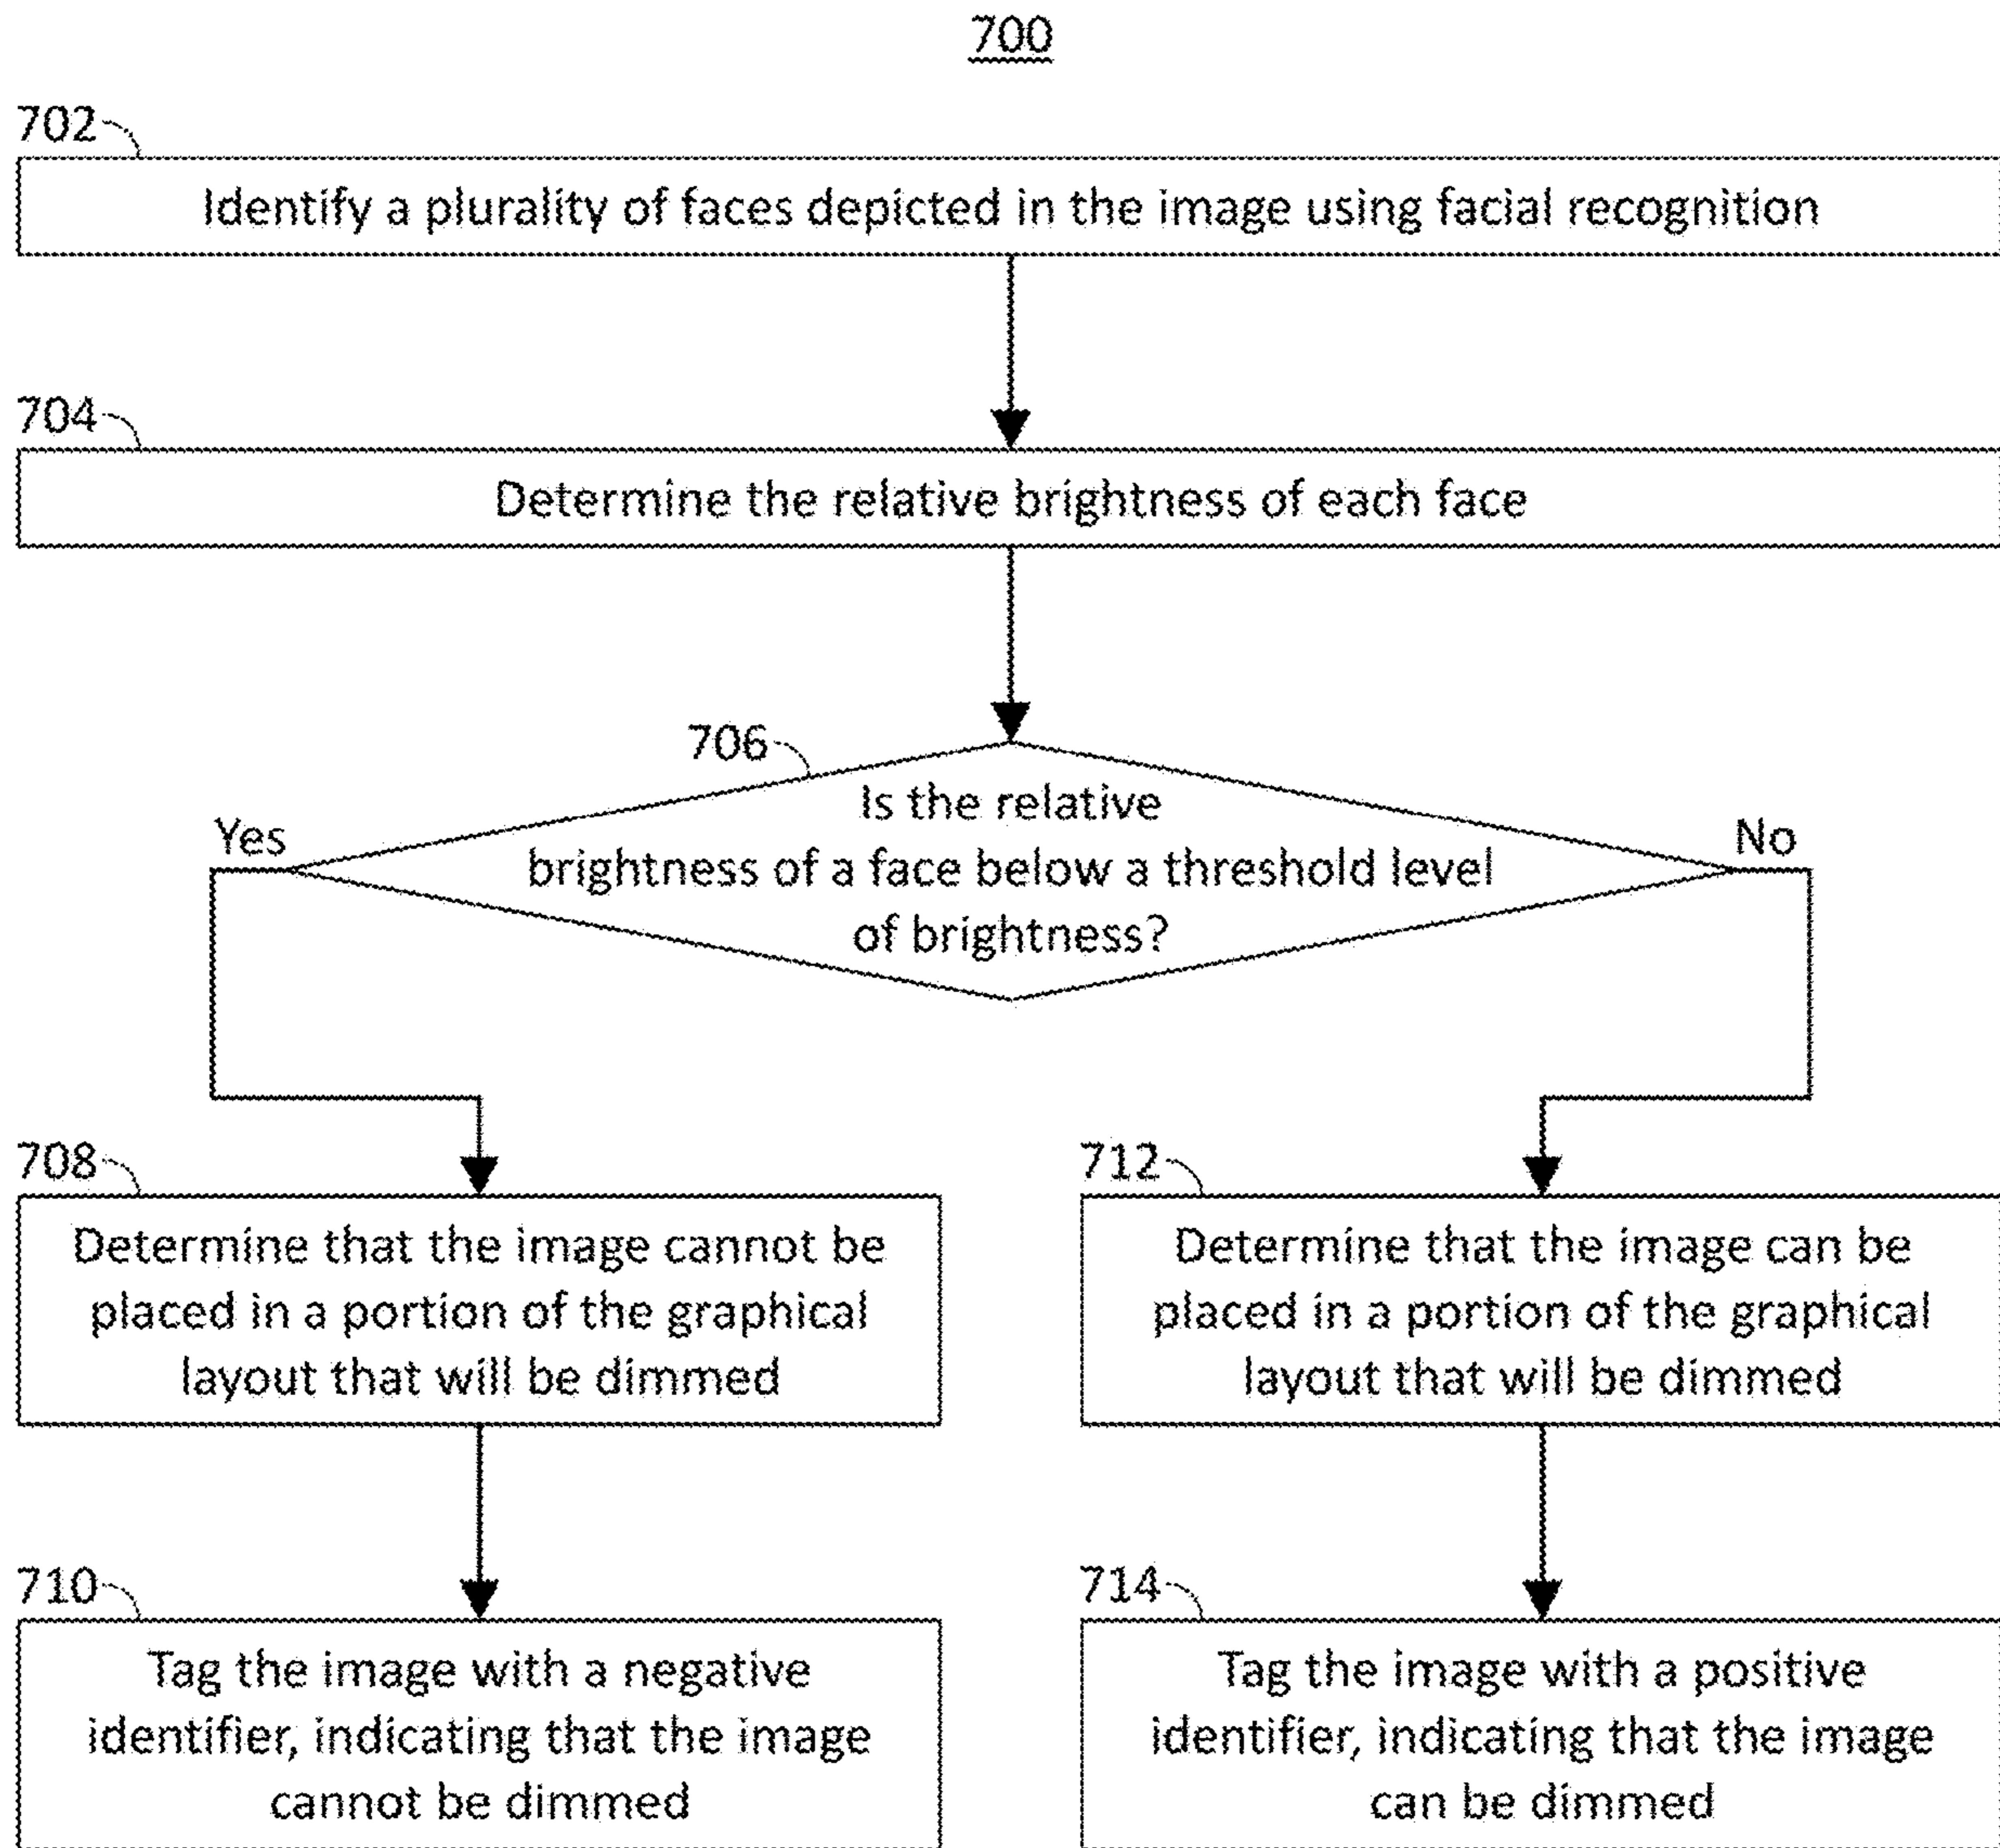 700
702
Identify a plurality of faces depicted in the image using facial recognition
704
Determine the relative brightness of each face
706
Is the relative
brightness of a face below a threshold level
of brightness?
Yes
No
708
Determine that the image cannot be
placed in a portion of the graphical
layout that will be dimmed
712
Determine that the image can be
placed in a portion of the graphical
layout that will be dimmed
710
Tag the image with a negative
identifier, indicating that the image
cannot be dimmed
714
Tag the image with a positive
identifier, indicating that the image
can be dimmed